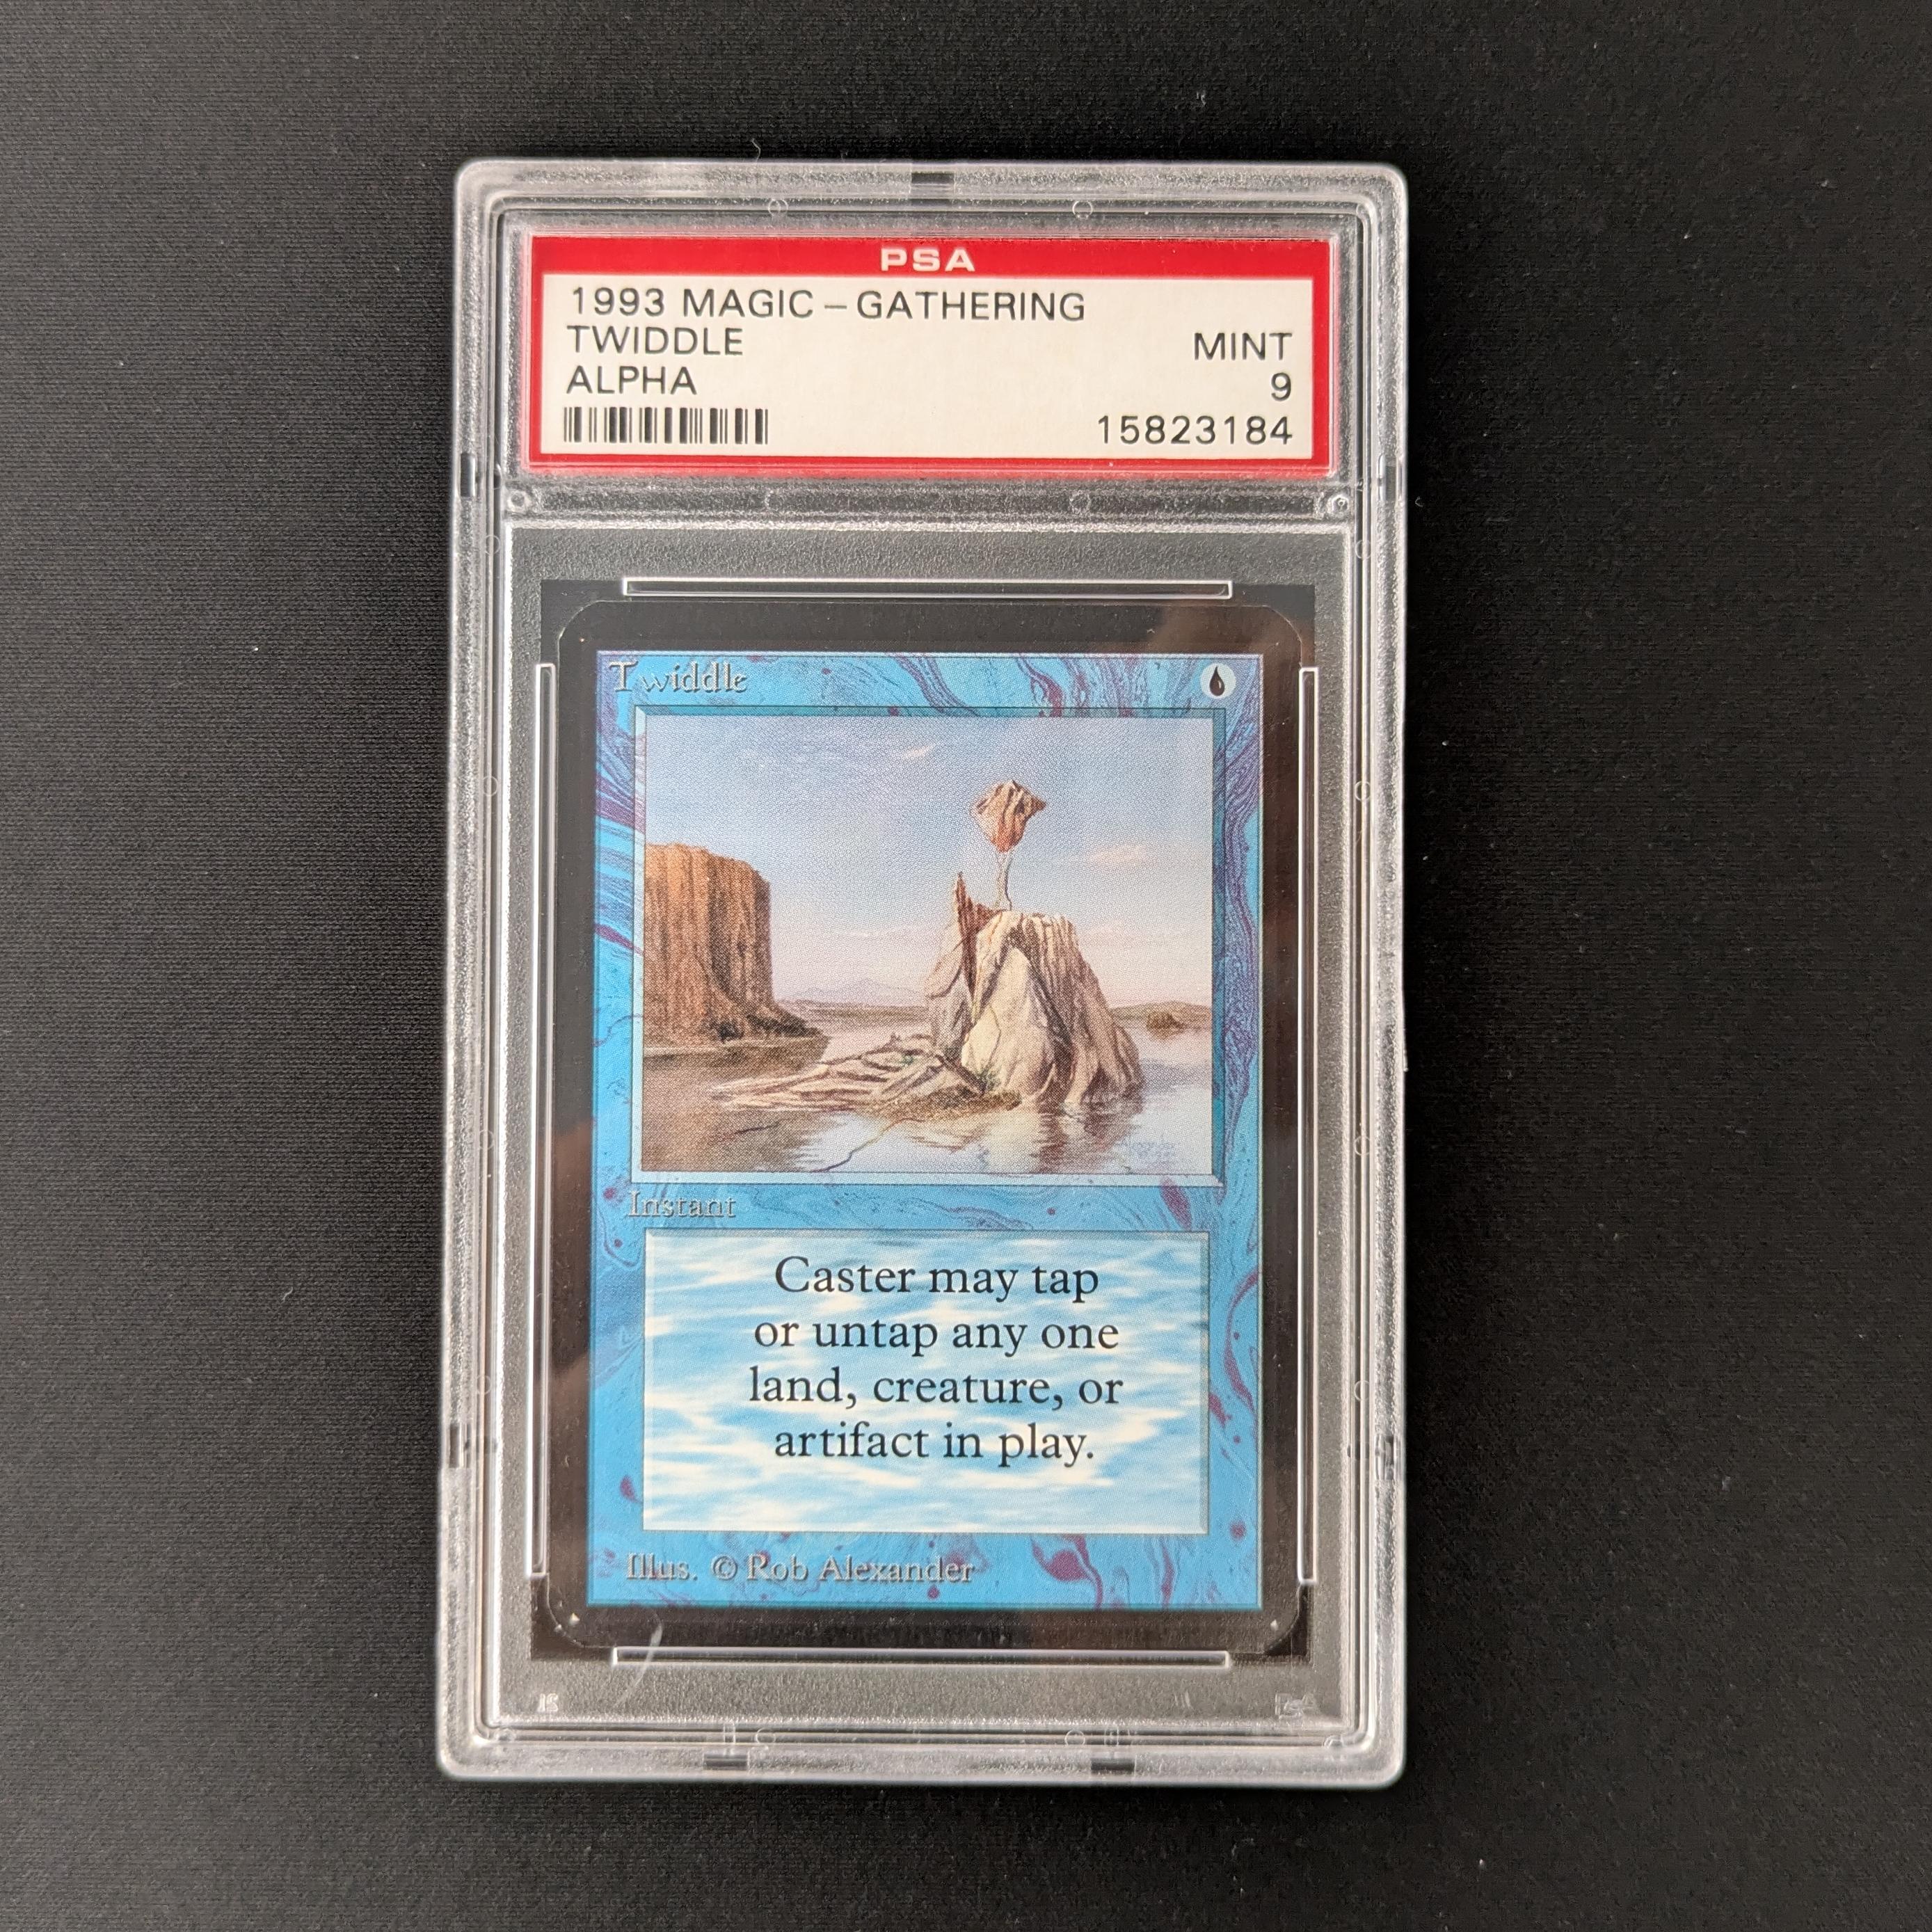 PSA
1993 MAGIC - GATHERING
TWIDDLE
MINT
ALPHA
9
15823184
Twiddle
Instant
Caster may tap
or untap any one
land, creature, or
artifact in play.
Illus. © Rob Alexander